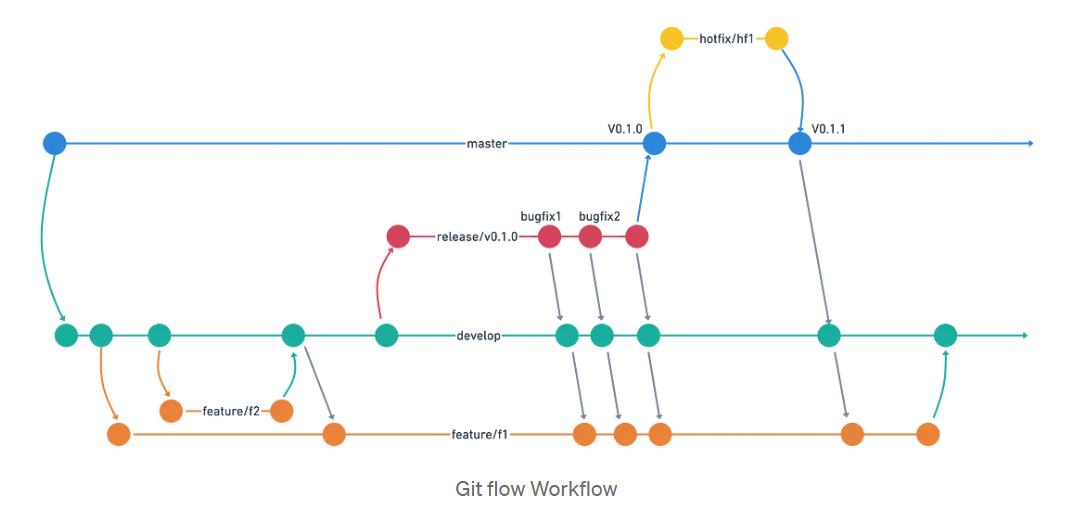 hotfix/hf1
V0.1.0
V0.1.1
master
bugfix1
bugfix2
release/v0.1.0
develop
feature/f2
feature/f1
Git flow Workflow